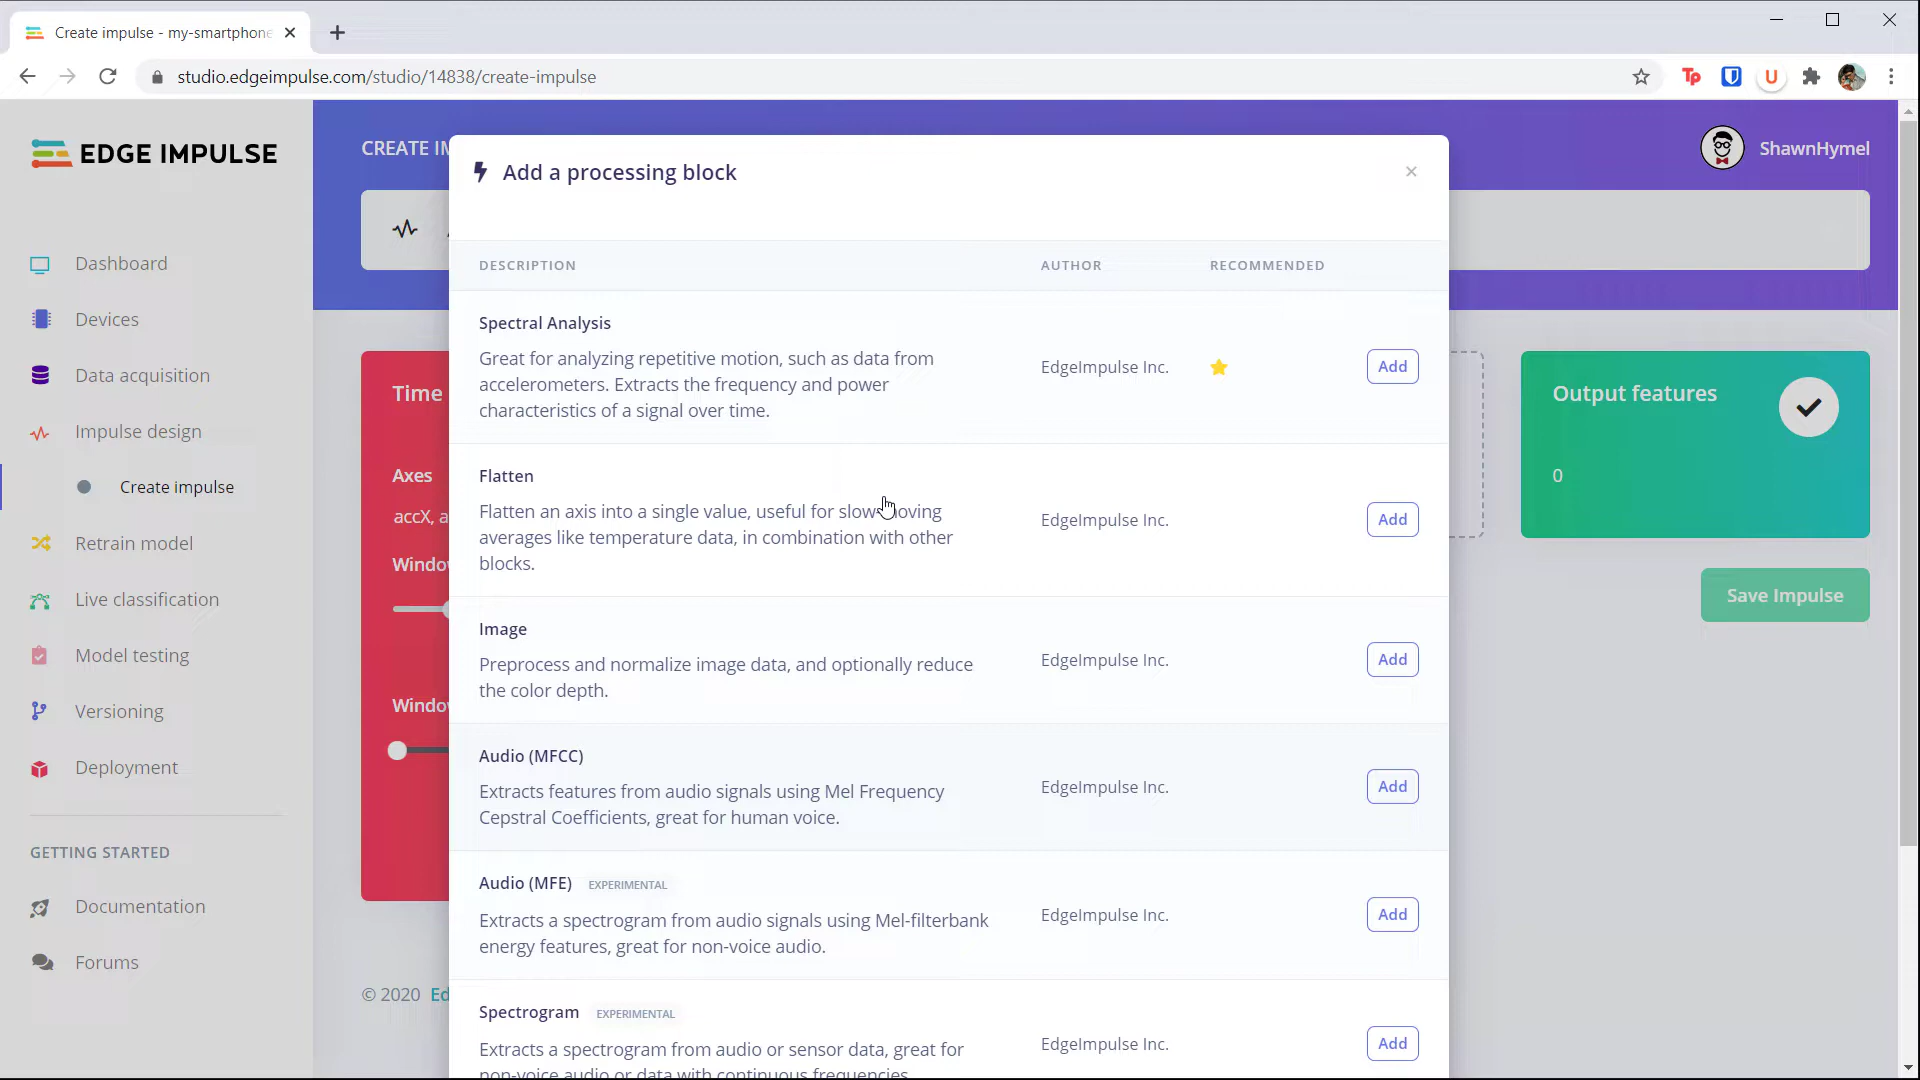 Create impulse - my-smartphone
studio.edgeimpulse.com/studio/14838/create-impulse
Tp
U
EDGE IMPULSE
CREATE IM
ShawnHymel
Add a processing block
DESCRIPTION AUTHOR RECOMMENDED
Dashboard
Devices
Data acquisition
Impulse design
Create impulse
Retrain model
Live classification
Model testing
Versioning
Deployment
GETTING STARTED
Documentation
Forums
Time
Axes
accX, a
Windo
Windo
© 2020 Ed
Spectral Analysis
Great for analyzing repetitive motion, such as data from
accelerometers. Extracts the frequency and power
characteristics of a signal over time.
EdgeImpulse Inc.
Add
Flatten
Flatten an axis into a single value, useful for slow-moving
averages like temperature data, in combination with other
blocks.
EdgeImpulse Inc.
Add
Image
Preprocess and normalize image data, and optionally reduce
the color depth.
EdgeImpulse Inc.
Add
Audio (MFCC)
Extracts features from audio signals using Mel Frequency
Cepstral Coefficients, great for human voice.
EdgeImpulse Inc.
Add
Audio (MFE) EXPERIMENTAL
Extracts a spectrogram from audio signals using Mel-filterbank
energy features, great for non-voice audio.
EdgeImpulse Inc.
Add
Spectrogram EXPERIMENTAL
Extracts a spectrogram from audio or sensor data, great for
non-voice audio or data with continuous frequencies
EdgeImpulse Inc.
Add
Output features
0
Save Impulse